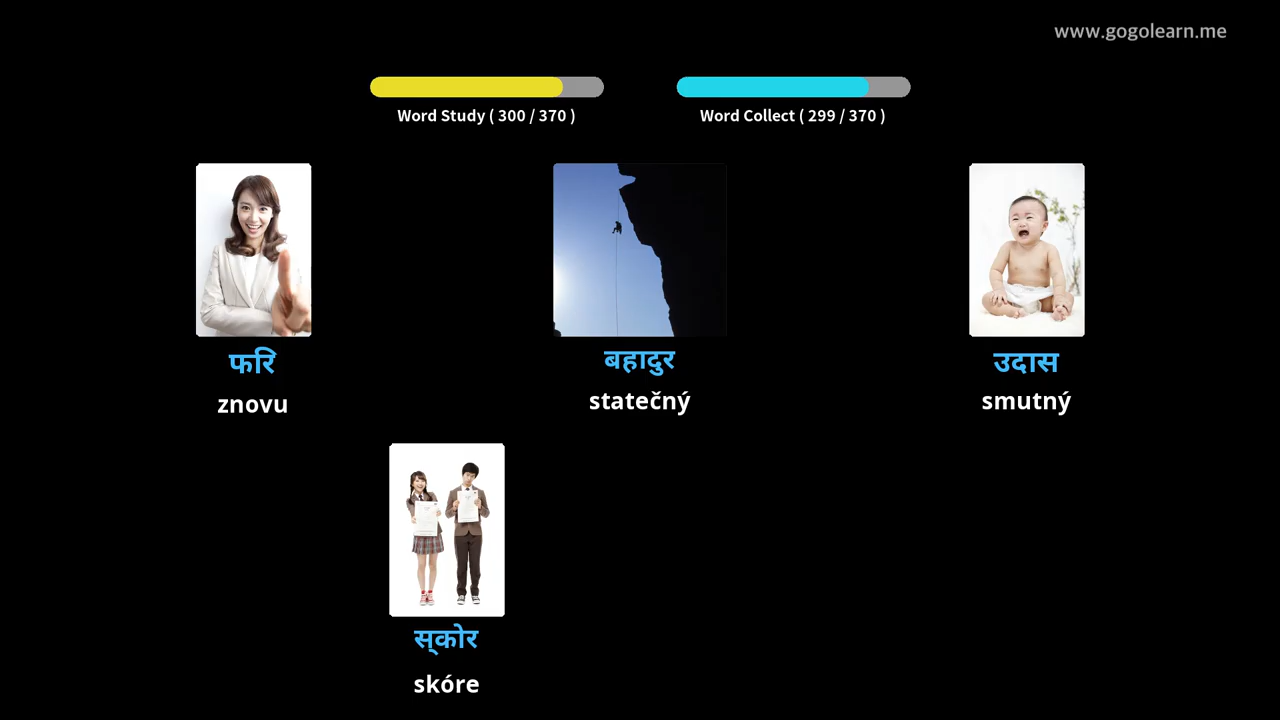 www.gogolearn.me
Word Study ( 300 / 370 )
Word Collect ( 299 / 370 )
फरि
znovu
बहादुर
statečný
उदास
smutný
स्कोर
skóre